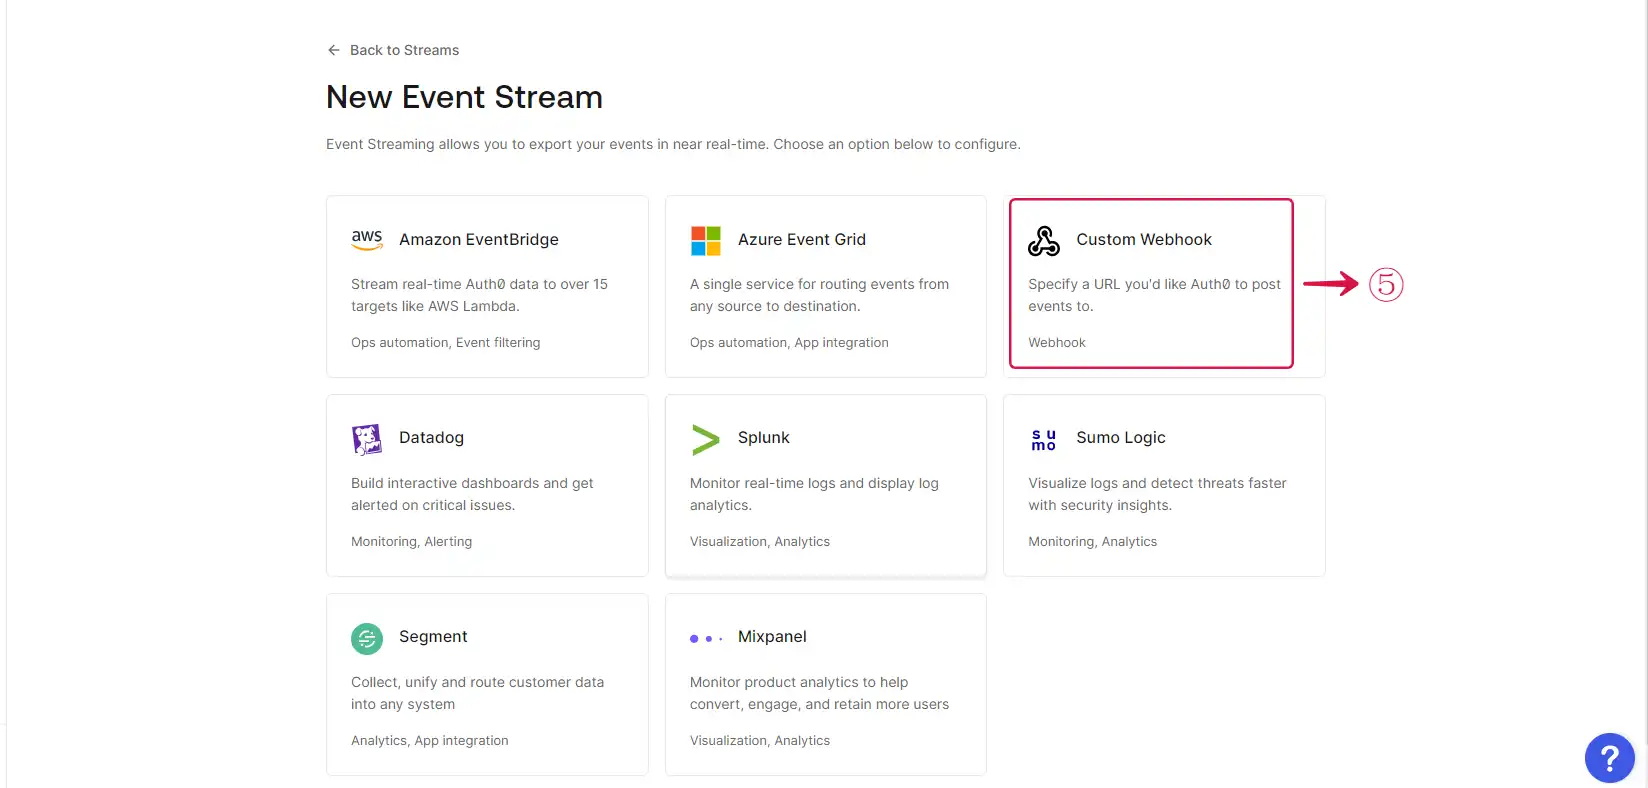 Back to Streams
New Event Stream
Event Streaming allows you to export your events in near real-time. Choose an option below to configure.
aws
Amazon EventBridge
Stream real-time Auth0 data to over 15
targets like AWS Lambda.
Ops automation, Event filtering
Azure Event Grid
A single service for routing events from
any source to destination.
Ops automation, App integration
Custom Webhook
Specify a URL you'd like Auth0 to post
events to.
Webhook
⑤
Datadog
Build interactive dashboards and get
alerted on critical issues.
Monitoring, Alerting
Splunk
Monitor real-time logs and display log
analytics.
Visualization, Analytics
su
mo
Sumo Logic
Visualize logs and detect threats faster
with security insights.
Monitoring, Analytics
Segment
Collect, unify and route customer data
into any system
Analytics, App integration
Mixpanel
Monitor product analytics to help
convert, engage, and retain more users
Visualization, Analytics
?